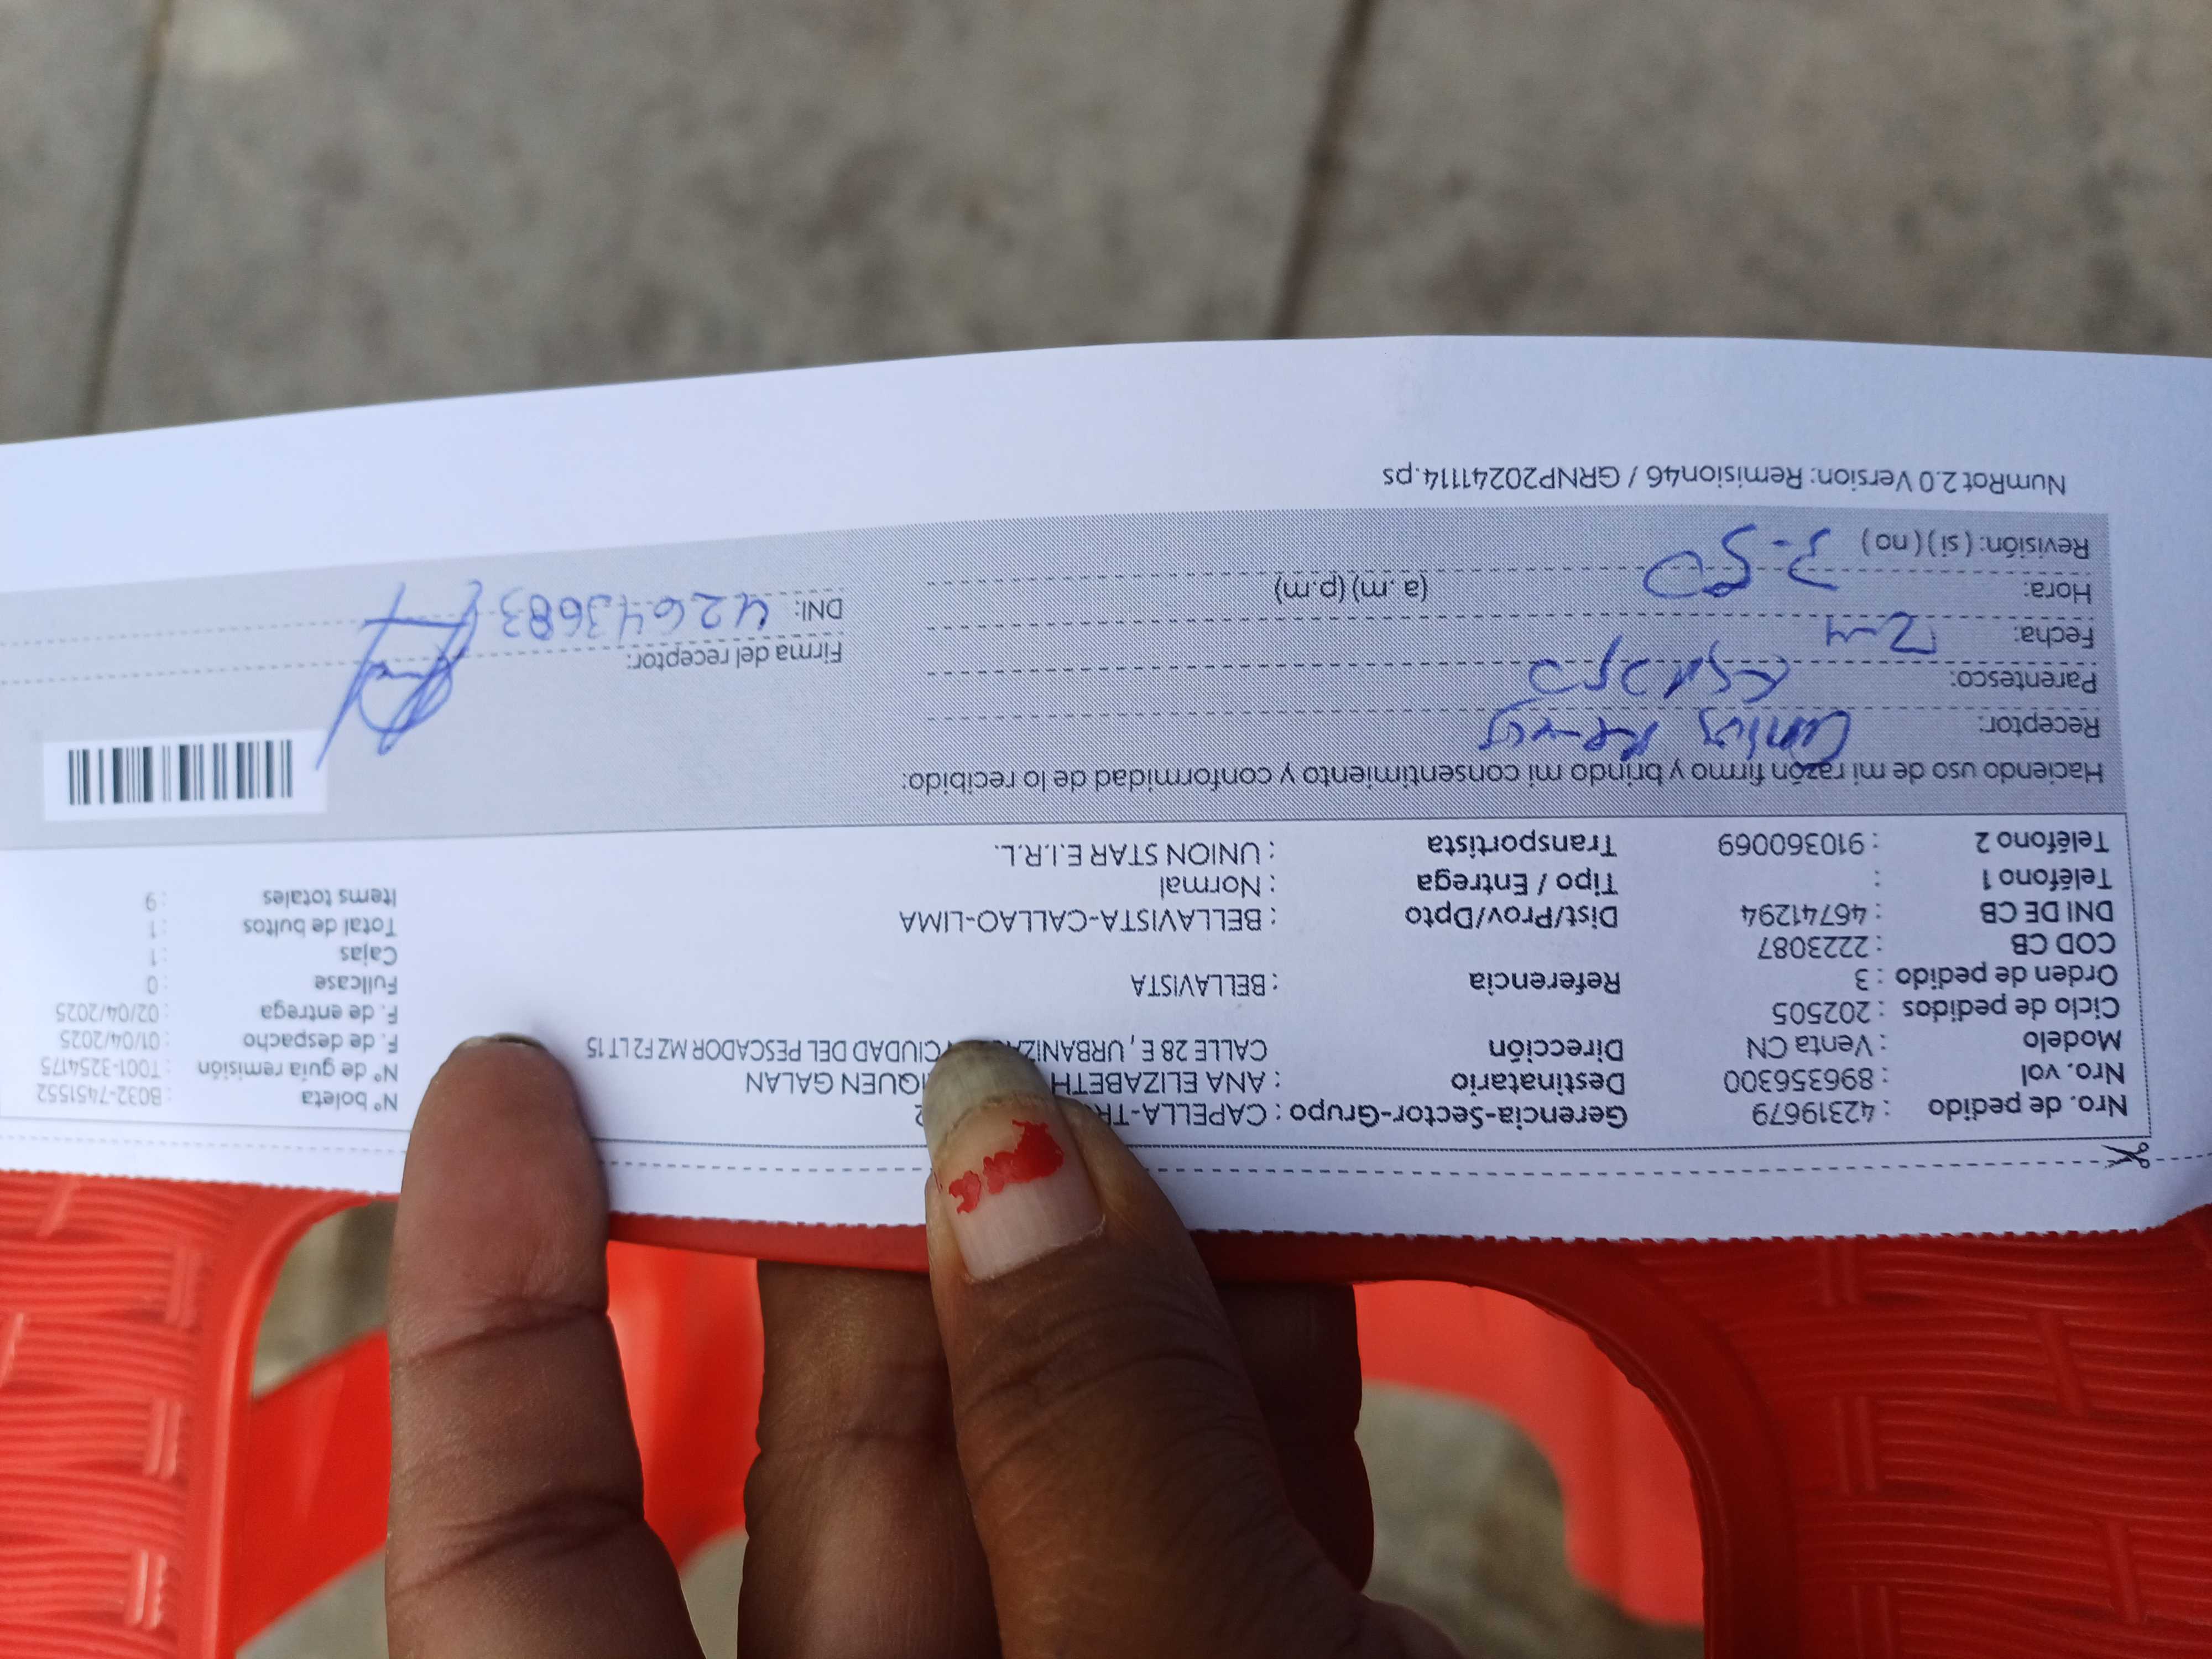 Nro. de pedido : 42319679
Nro. vol : 896356300
Modelo : Venta CN
Ciclo de pedidos : 202505
Orden de pedido : 3
COD CB : 2223087
DNI DE CB : 46741294
Teléfono 1 :
Teléfono 2 : 910360069
Gerencia-Sector-Grupo : CAPELLA-
Destinatario : ANA ELIZABETH GALAN
Dirección CALLE 28 E, CIUDAD DEL PESCADOR MZ F2 LT 15
Referencia : BELLAVISTA
Dist/Prov/Dpto : BELLAVISTA-CALLAO-LIMA
Tipo / Entrega : Normal
Transportista : UNION STAR E.I.R.L.
N° boleta : B032-7451552
N° de guía remisión : T001-3254175
F. de despacho : 01/04/2025
F. de entrega : 02/04/2025
Fullcase : 0
Cajas : 1
Total de bultos : 1
Items totales : 9
Haciendo uso de mi razón firmo y brindo mi consentimiento y conformidad de lo recibido:
Receptor:
Parentesco: Esposo
Fecha: 2-4
Hora: 3-50 (a.m) (p.m)
Revisión: (si) (no)
Firma del receptor:
DNI: 42643683
NumRot 2.0 Version: Remision46 / GRNP20241114.ps